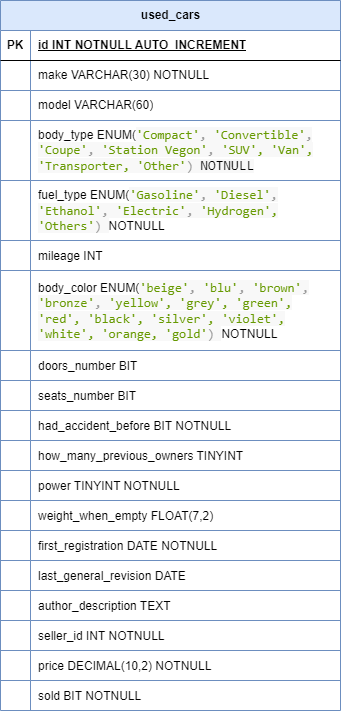 used_cars
PK id INT NOTNULL AUTO_INCREMENT
make VARCHAR(30) NOTNULL
model VARCHAR(60)
body_type ENUM('Compact', 'Convertible',
'Coupe', 'Station Vegon', 'SUV', 'Van',
'Transporter, 'Other') NOTNULL
fuel_type ENUM('Gasoline', 'Diesel',
'Ethanol', 'Electric', 'Hydrogen',
'Others') NOTNULL
mileage INT
body_color ENUM('beige', 'blu', 'brown',
'bronze', 'yellow', 'grey', 'green',
'red', 'black', 'silver', 'violet',
'white', 'orange, 'gold') NOTNULL
doors_number BIT
seats_number BIT
had_accident_before BIT NOTNULL
how_many_previous_owners TINYINT
power TINYINT NOTNULL
weight_when_empty FLOAT(7,2)
first_registration DATE NOTNULL
last_general_revision DATE
author_description TEXT
seller_id INT NOTNULL
price DECIMAL(10,2) NOTNULL
sold BIT NOTNULL